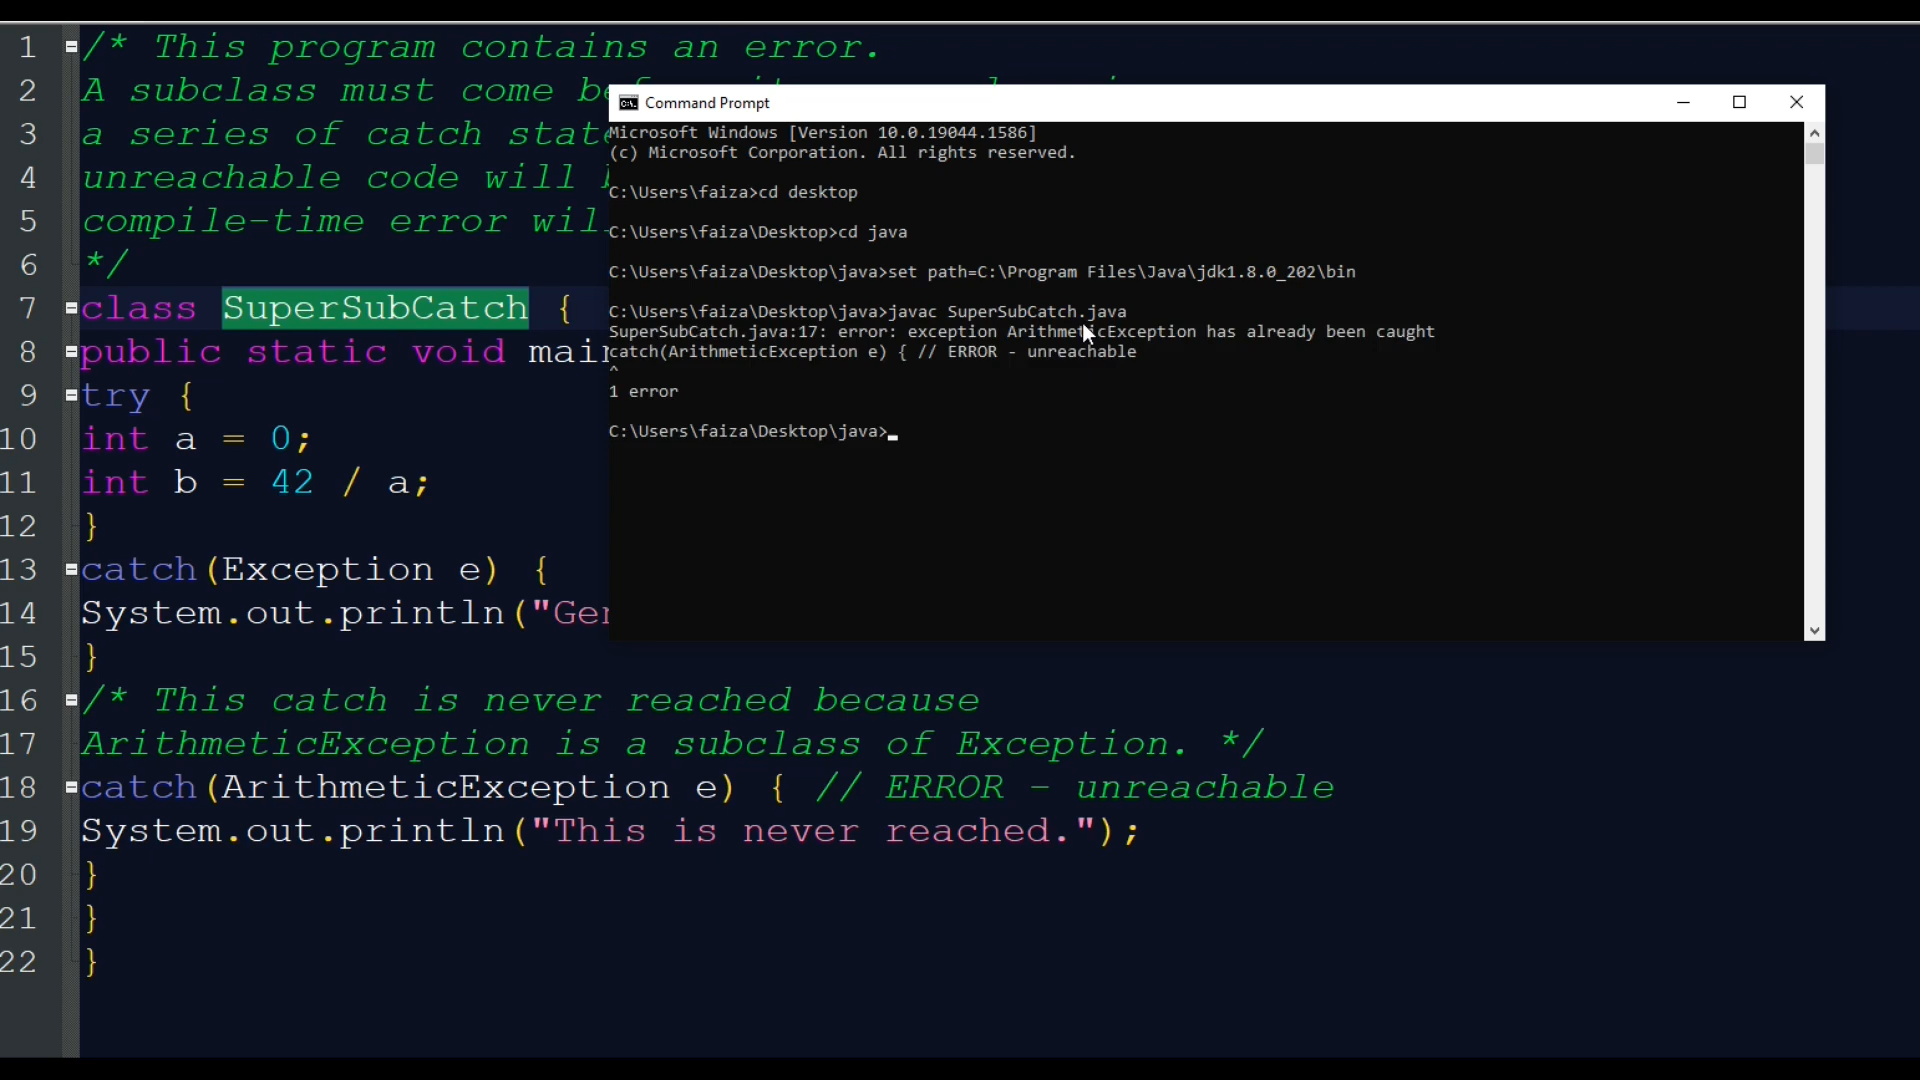 1 /* This program contains an error.
2 A subclass must come
3 a series of catch
4 unreachable code will
5 compile-time error
6 */
7 class SuperSubCatch {
8 public static void
9 try {
10 int a = 0;
11 int b = 42 / a;
12 }
13 catch(Exception e) {
14 System.out.println("
15 }
16 /* This catch is never reached because
17 ArithmeticException is a subclass of Exception. */
18 catch(ArithmeticException e) { // ERROR - unreachable
19 System.out.println("This is never reached.");
20 }
21 }
22 }
Command Prompt
Microsoft Windows [Version 10.0.19044.1586]
(c) Microsoft Corporation. All rights reserved.
C:\Users\faiza>cd desktop
C:\Users\faiza\Desktop>cd java
C:\Users\faiza\Desktop\java>set path=C:\Program Files\Java\jdk1.8.0_202\bin
C:\Users\faiza\Desktop\java>javac SuperSubCatch.java
SuperSubCatch.java:17: error: exception ArithmeticException has already been caught
catch(ArithmeticException e) { // ERROR - unreachable
^
1 error
C:\Users\faiza\Desktop\java>